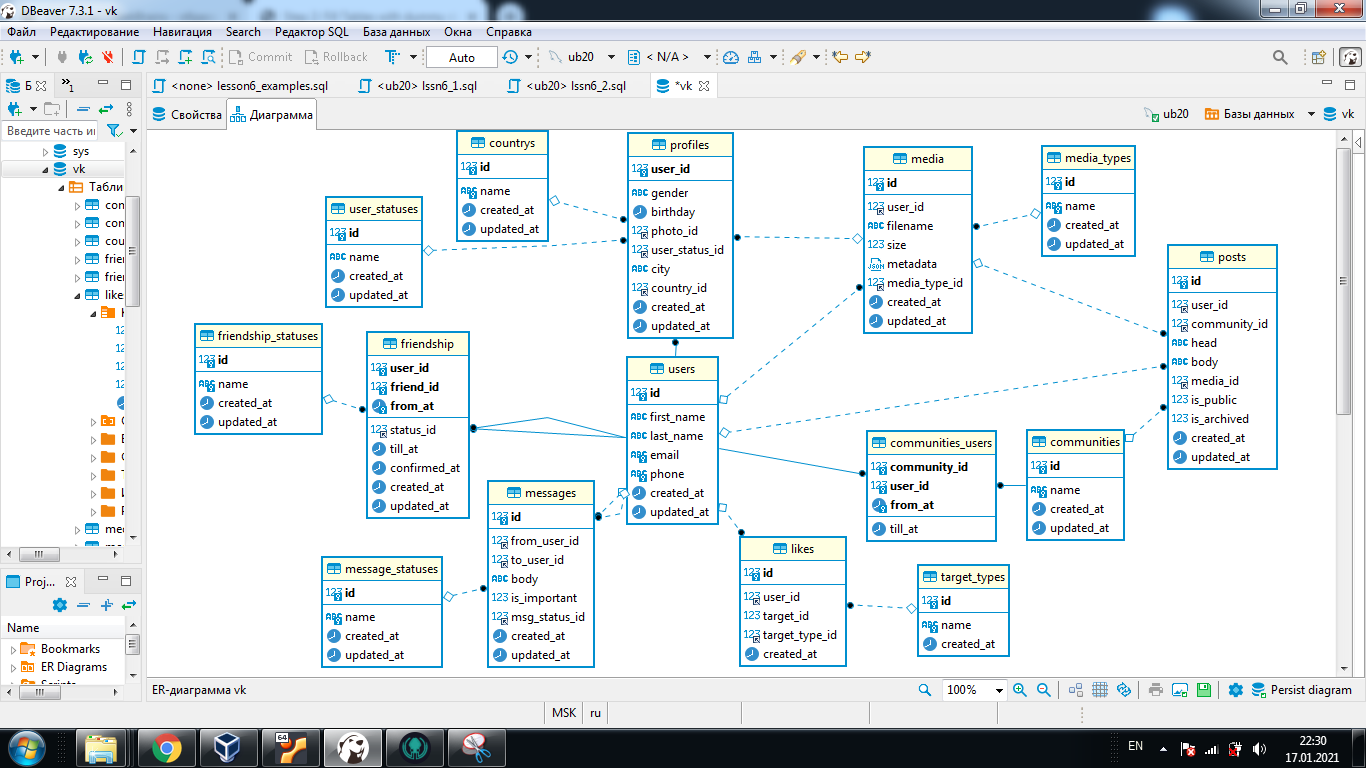 DBeaver 7.3.1 - vk
Файл Редактирование Навигация Search Редактор SQL База данных Окна Справка
Commit Rollback Auto ub20 < N/A >
Б »1 <none> lesson6_examples.sql <ub20> lssn6_1.sql <ub20> lssn6_2.sql *vk
Свойства Диаграмма ub20 Базы данных vk
Введите часть и
sys
vk
Табли
con
con
cou
frie
frie
like
123
123
123
123
С
В
С
Т
И
me
Proj...
Name
Bookmarks
ER Diagrams
Scripts
countrys
id
name
created_at
updated_at
profiles
user_id
gender
birthday
photo_id
user_status_id
city
country_id
created_at
updated_at
media
id
user_id
filename
size
metadata
media_type_id
created_at
updated_at
media_types
id
name
created_at
updated_at
user_statuses
id
name
created_at
updated_at
posts
id
user_id
community_id
head
body
media_id
is_public
is_archived
created_at
updated_at
friendship_statuses
id
name
created_at
updated_at
friendship
user_id
friend_id
from_at
status_id
till_at
confirmed_at
created_at
updated_at
users
id
first_name
last_name
email
phone
created_at
updated_at
communities_users
community_id
user_id
from_at
till_at
communities
id
name
created_at
updated_at
messages
id
from_user_id
to_user_id
body
is_important
msg_status_id
created_at
updated_at
message_statuses
id
name
created_at
updated_at
likes
id
user_id
target_id
target_type_id
created_at
target_types
id
name
created_at
ER-диаграмма vk 100% Persist diagram
MSK ru
EN 22:30
17.01.2021